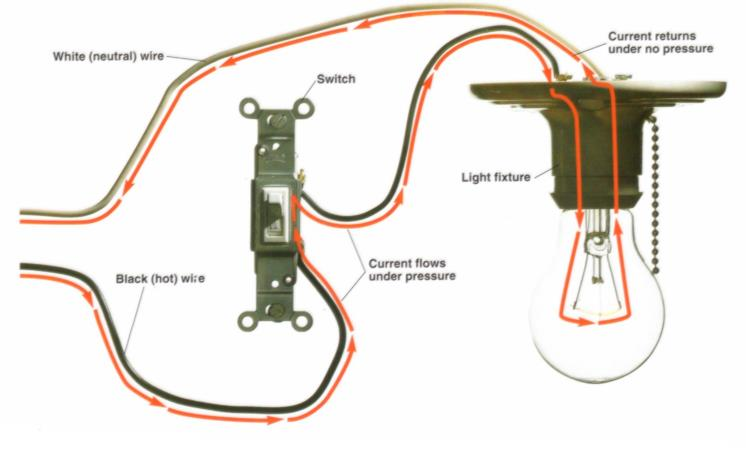 Current returns
under no pressure
White (neutral) wire
Switch
Light fixture
Current flows
under pressure
Black (hot) wire